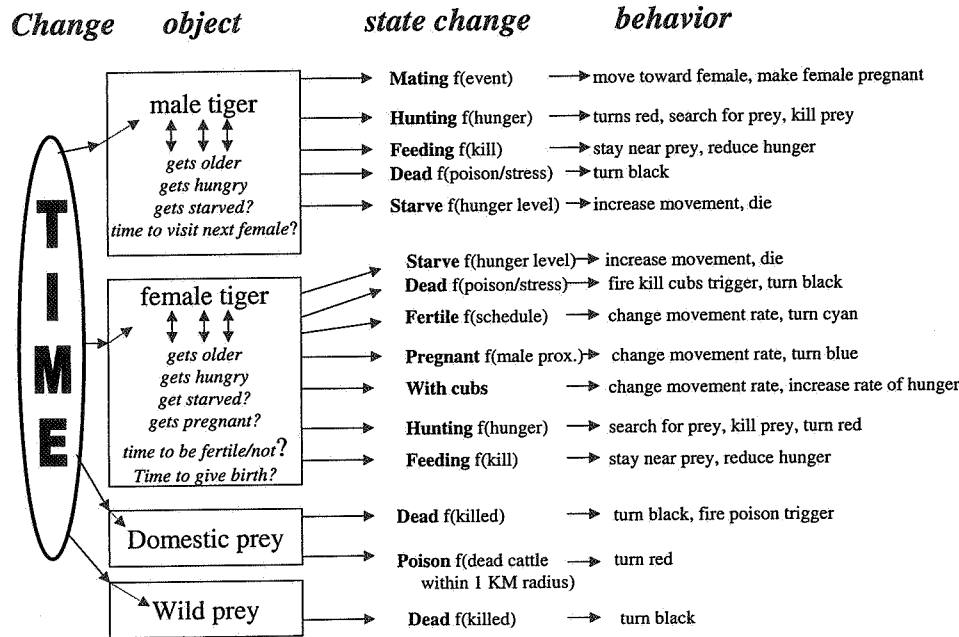 Change object state change behavior
TIME
male tiger
gets older
gets hungry
gets starved?
time to visit next female?
Mating f(event) move toward female, make female pregnant
Hunting f(hunger) turns red, search for prey, kill prey
Feeding f(kill) stay near prey, reduce hunger
Dead f(poison/stress) turn black
Starve f(hunger level) increase movement, die
female tiger
gets older
gets hungry
get starved?
gets pregnant?
time to be fertile/not?
Time to give birth?
Starve f(hunger level) increase movement, die
Dead f(poison/stress) fire kill cubs trigger, turn black
Fertile f(schedule) change movement rate, turn cyan
Pregnant f(male prox.) change movement rate, turn blue
With cubs change movement rate, increase rate of hunger
Hunting f(hunger) search for prey, kill prey, turn red
Feeding f(kill) stay near prey, reduce hunger
Domestic prey
Dead f(killed) turn black, fire poison trigger
Poison f(dead cattle turn red
within 1 KM radius)
Wild prey
Dead f(killed) turn black